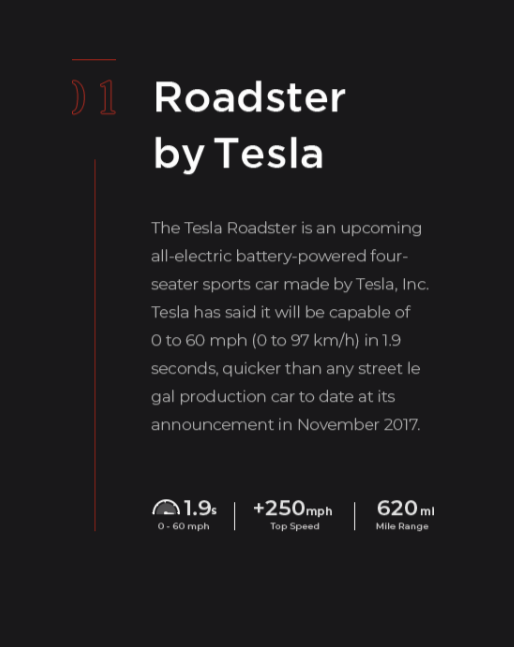 01
Roadster
by Tesla
The Tesla Roadster is an upcoming
all-electric battery-powered four-
seater sports car made by Tesla, Inc.
Tesla has said it will be capable of
0 to 60 mph (0 to 97 km/h) in 1.9
seconds, quicker than any street le
gal production car to date at its
announcement in November 2017.
1.9s +250mph 620 ml
0 - 60 mph Top Speed Mile Range